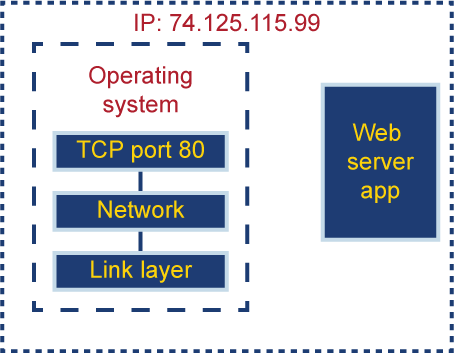 IP: 74.125.115.99
Operating
system
TCP port 80
Network
Link layer
Web
server
app